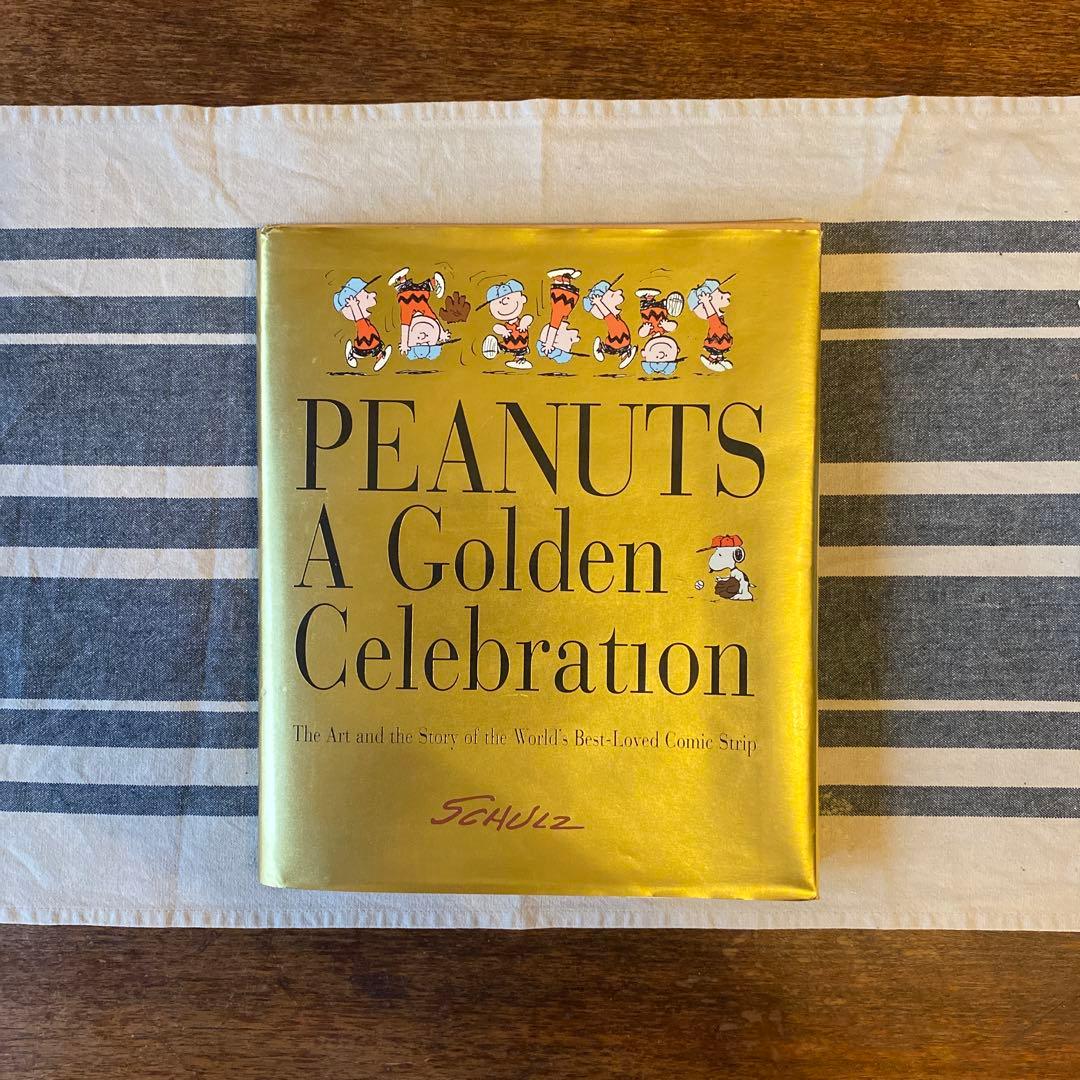 PEANUTS
A Golden
Celebration
The Art and the Story of the World's Best-Loved Comic Strip
SCHULZ